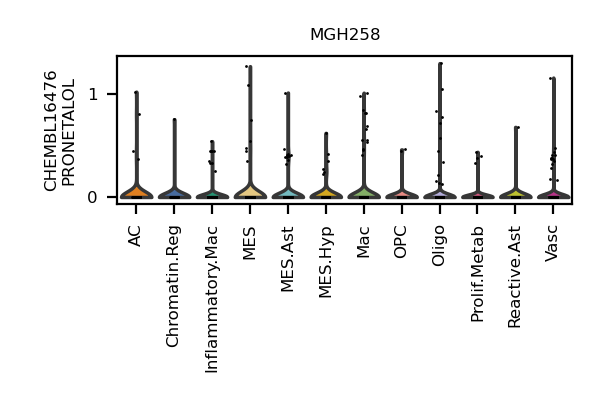 MGH258
CHEMBL16476
PRONETALOL
1
0
AC
Chromatin.Reg
Inflammatory.Mac
MES
MES.Ast
MES.Hyp
Mac
OPC
Oligo
Prolif.Metab
Reactive.Ast
Vasc